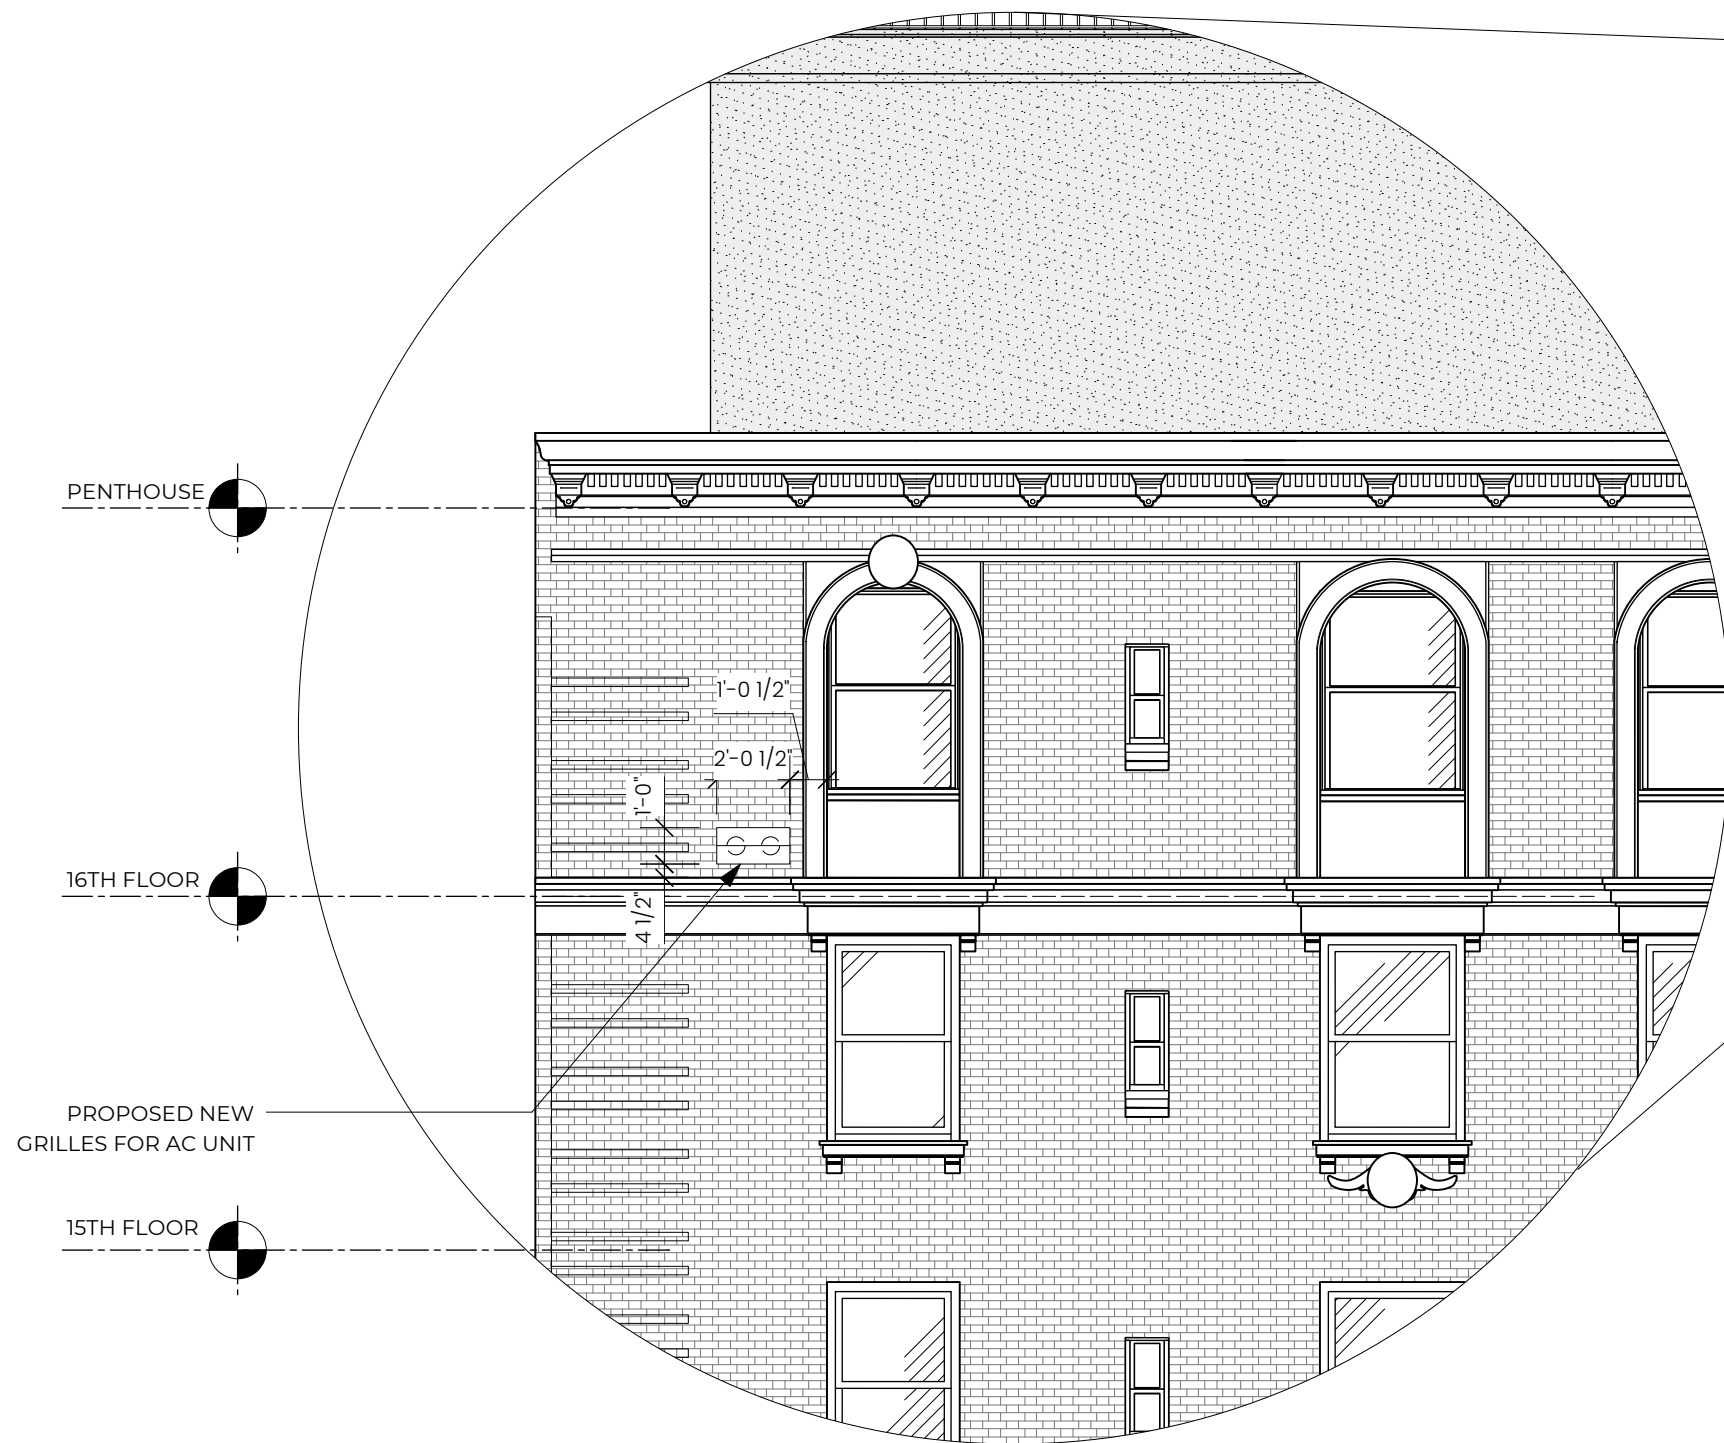 PENTHOUSE
1'-0 1/2"
2'-0 1/2"
1'-0"
16TH FLOOR
4 1/2"
PROPOSED NEW
GRILLES FOR AC UNIT
15TH FLOOR